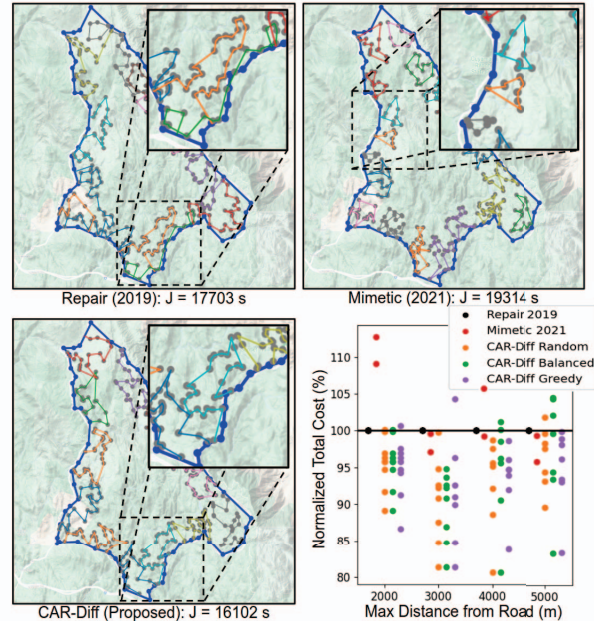 Repair (2019): J = 17703 s
Mimetic (2021): J = 19314 s
CAR-Diff (Proposed): J = 16102 s
Repair 2019
Mimetic 2021
CAR-Diff Random
CAR-Diff Balanced
CAR-Diff Greedy
Normalized Total Cost (%)
110
105
100
95
90
85
80
2000
3000
4000
5000
Max Distance from Road (m)